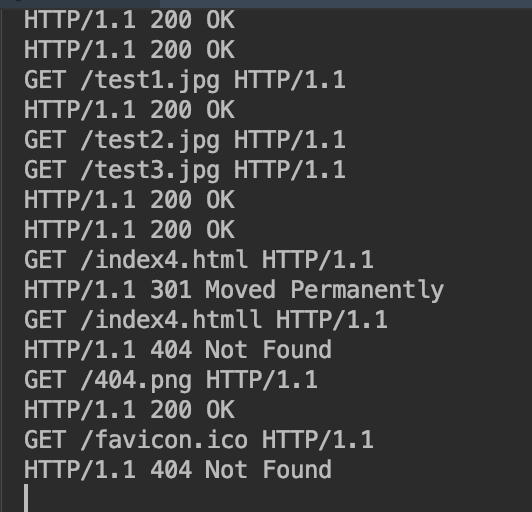 HTTP/1.1 200 OK
HTTP/1.1 200 OK
GET /test1.jpg HTTP/1.1
HTTP/1.1 200 OK
GET /test2.jpg HTTP/1.1
GET /test3.jpg HTTP/1.1
HTTP/1.1 200 OK
HTTP/1.1 200 OK
GET /index4.html HTTP/1.1
HTTP/1.1 301 Moved Permanently
GET /index4.htmll HTTP/1.1
HTTP/1.1 404 Not Found
GET /404.png HTTP/1.1
HTTP/1.1 200 OK
GET /favicon.ico HTTP/1.1
HTTP/1.1 404 Not Found